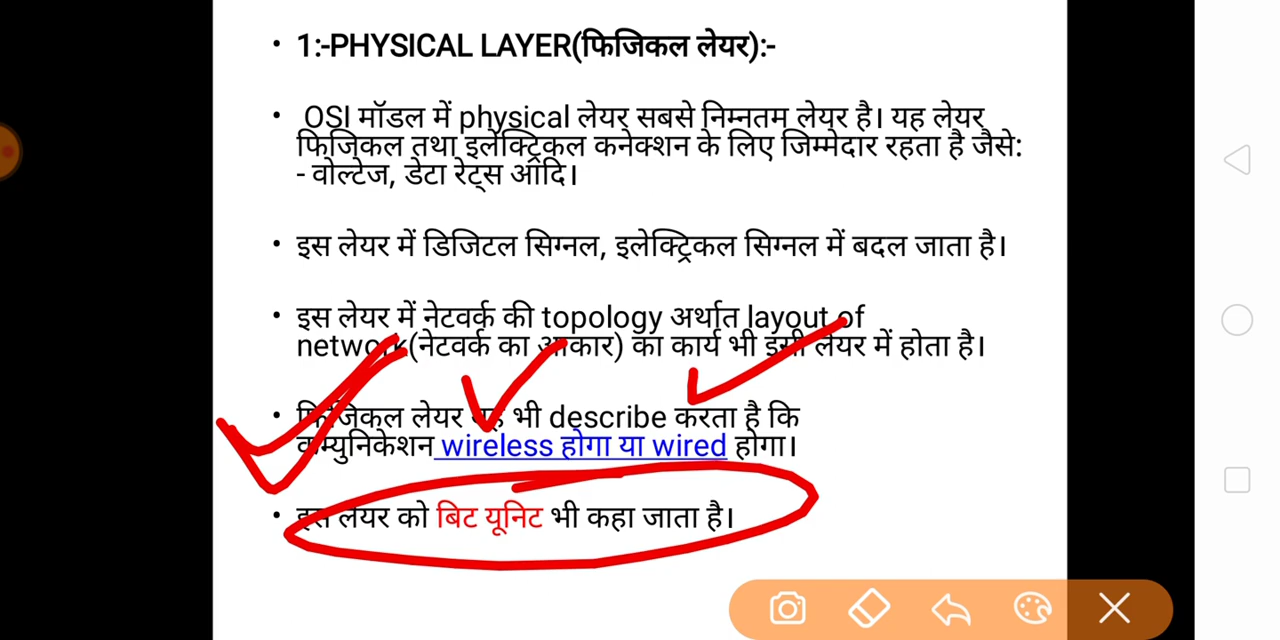 1:-PHYSICAL LAYER(फिजिकल लेयर):-
OSI मॉडल में physical लेयर सबसे निम्नतम लेयर है। यह लेयर
फिजिकल तथा इलेक्ट्रिकल कनेक्शन के लिए जिम्मेदार रहता है जैसे:
- वोल्टेज, डेटा रेट्स आदि।
इस लेयर में डिजिटल सिग्नल, इलेक्ट्रिकल सिग्नल में बदल जाता है।
इस लेयर में नेटवर्क की topology अर्थात layout of
network(नेटवर्क का आकार) का कार्य भी इसी लेयर में होता है।
फिजिकल लेयर यह भी describe करता है कि
कम्युनिकेशन wireless होगा या wired होगा।
इस लेयर को बिट यूनिट भी कहा जाता है।